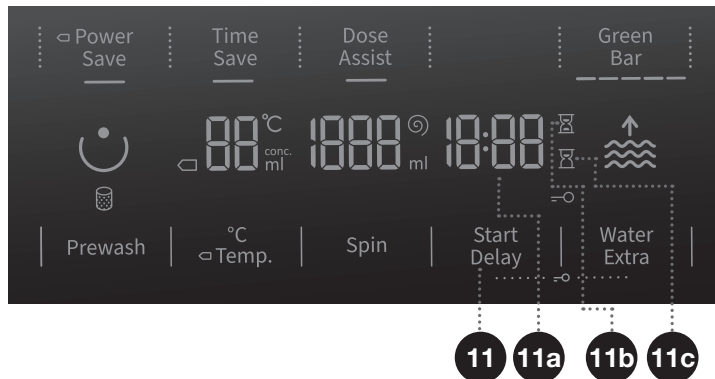 Power
Save
Time
Save
Dose
Assist
Green
Bar
88
°C
conc.
ml
1888
ml
18:88
Prewash
°C
Temp.
Spin
Start
Delay
Water
Extra
11
11a
11b
11c